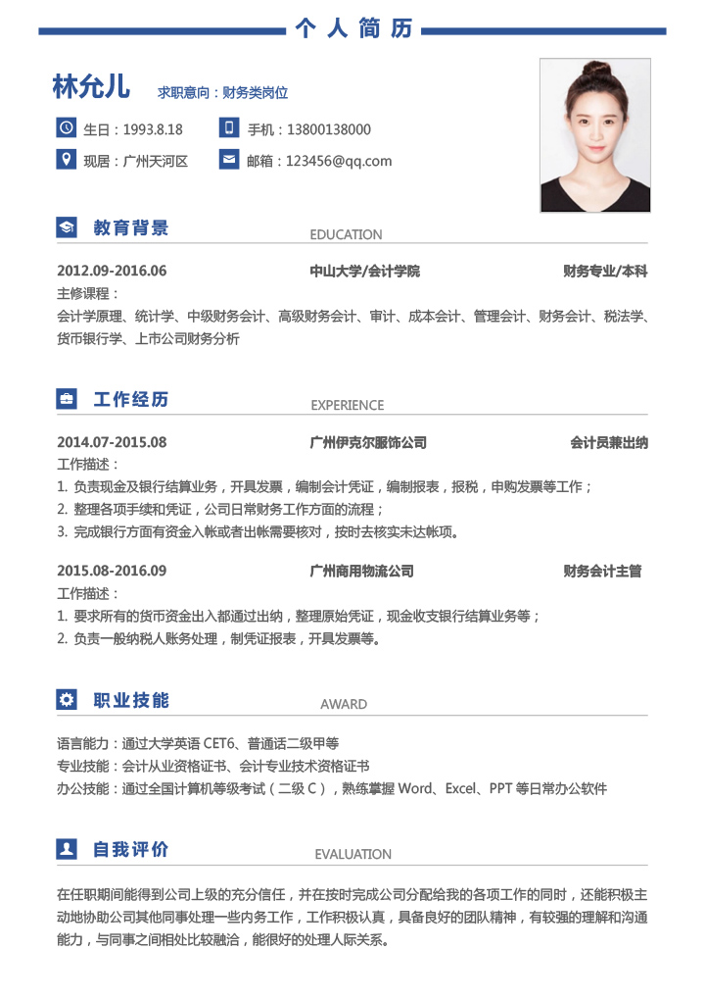 个人简历
林允儿 求职意向：财务类岗位
生日：1993.8.18 手机：13800138000
现居：广州天河区 邮箱：123456@qq.com
教育背景 EDUCATION
2012.09-2016.06 中山大学/会计学院 财务专业/本科
主修课程：
会计学原理、统计学、中级财务会计、高级财务会计、审计、成本会计、管理会计、财务会计、税法学、
货币银行学、上市公司财务分析
工作经历 EXPERIENCE
2014.07-2015.08 广州伊克尔服饰公司 会计员兼出纳
工作描述：
1. 负责现金及银行结算业务，开具发票，编制会计凭证，编制报表，报税，申购发票等工作；
2. 整理各项手续和凭证，公司日常财务工作方面的流程；
3. 完成银行方面有资金入帐或者出帐需要核对，按时去核实未达帐项。
2015.08-2016.09 广州商用物流公司 财务会计主管
工作描述：
1. 要求所有的货币资金出入都通过出纳，整理原始凭证，现金收支银行结算业务等；
2. 负责一般纳税人账务处理，制凭证报表，开具发票等。
职业技能 AWARD
语言能力：通过大学英语 CET6、普通话二级甲等
专业技能：会计从业资格证书、会计专业技术资格证书
办公技能：通过全国计算机等级考试（二级 C），熟练掌握 Word、Excel、PPT 等日常办公软件
自我评价 EVALUATION
在任职期间能得到公司上级的充分信任，并在按时完成公司分配给我的各项工作的同时，还能积极主
动地协助公司其他同事处理一些内务工作，工作积极认真，具备良好的团队精神，有较强的理解和沟通
能力，与同事之间相处比较融洽，能很好的处理人际关系。